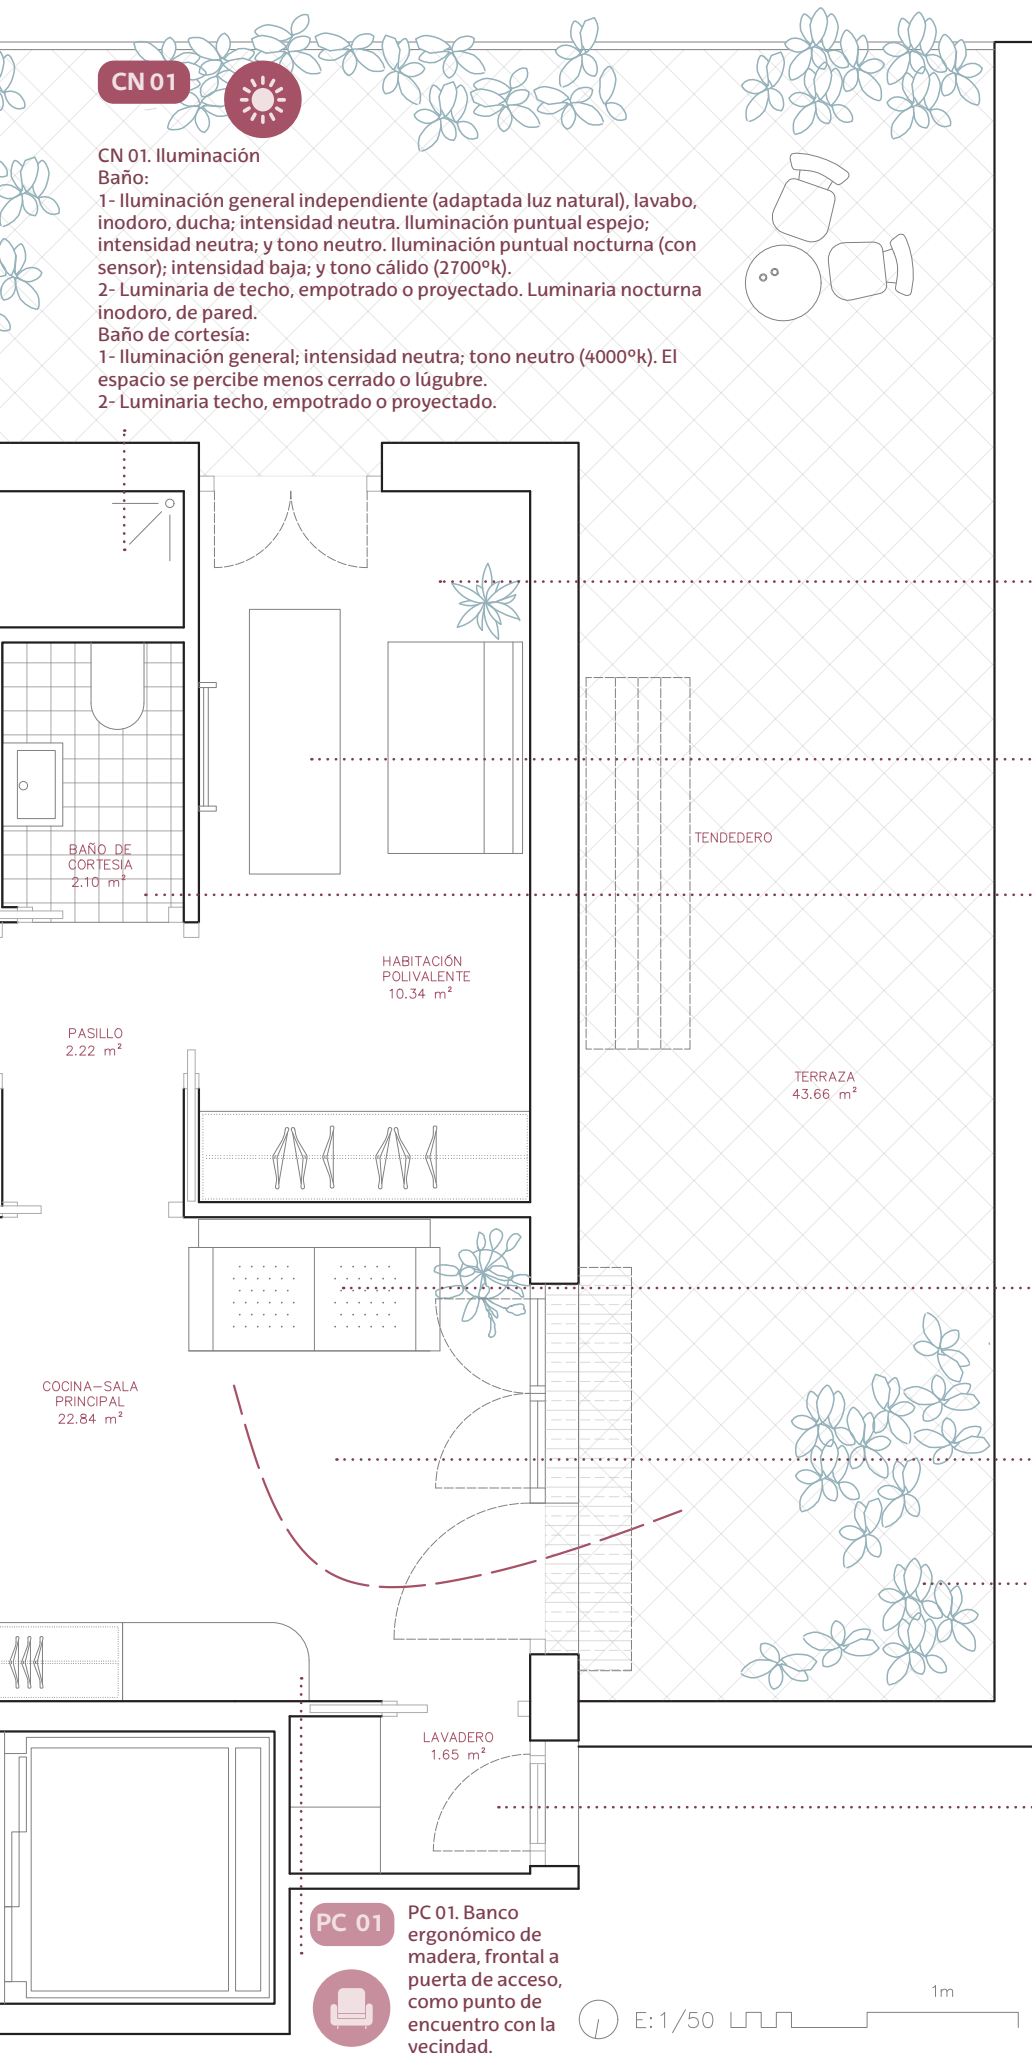 CN 01
CN 01. Iluminación
Baño:
1- Iluminación general independiente (adaptada luz natural), lavabo,
inodoro, ducha; intensidad neutra. Iluminación puntual espejo;
intensidad neutra; y tono neutro. Iluminación puntual nocturna (con
sensor); intensidad baja; y tono cálido (2700ºk).
2- Luminaria de techo, empotrado o proyectado. Luminaria nocturna
inodoro, de pared.
Baño de cortesía:
1- Iluminación general; intensidad neutra; tono neutro (4000ºk). El
espacio se percibe menos cerrado o lúgubre.
2- Luminaria techo, empotrado o proyectado.
TENDEDERO
BAÑO DE
CORTESIA
2.10 m²
HABITACIÓN
POLIVALENTE
10.34 m²
PASILLO
2.22 m²
TERRAZA
43.66 m²
COCINA-SALA
PRINCIPAL
22.84 m²
LAVADERO
1.65 m²
PC 01
PC 01. Banco
ergonómico de
madera, frontal a
puerta de acceso,
como punto de
encuentro con la
vecindad.
E: 1/50
1m